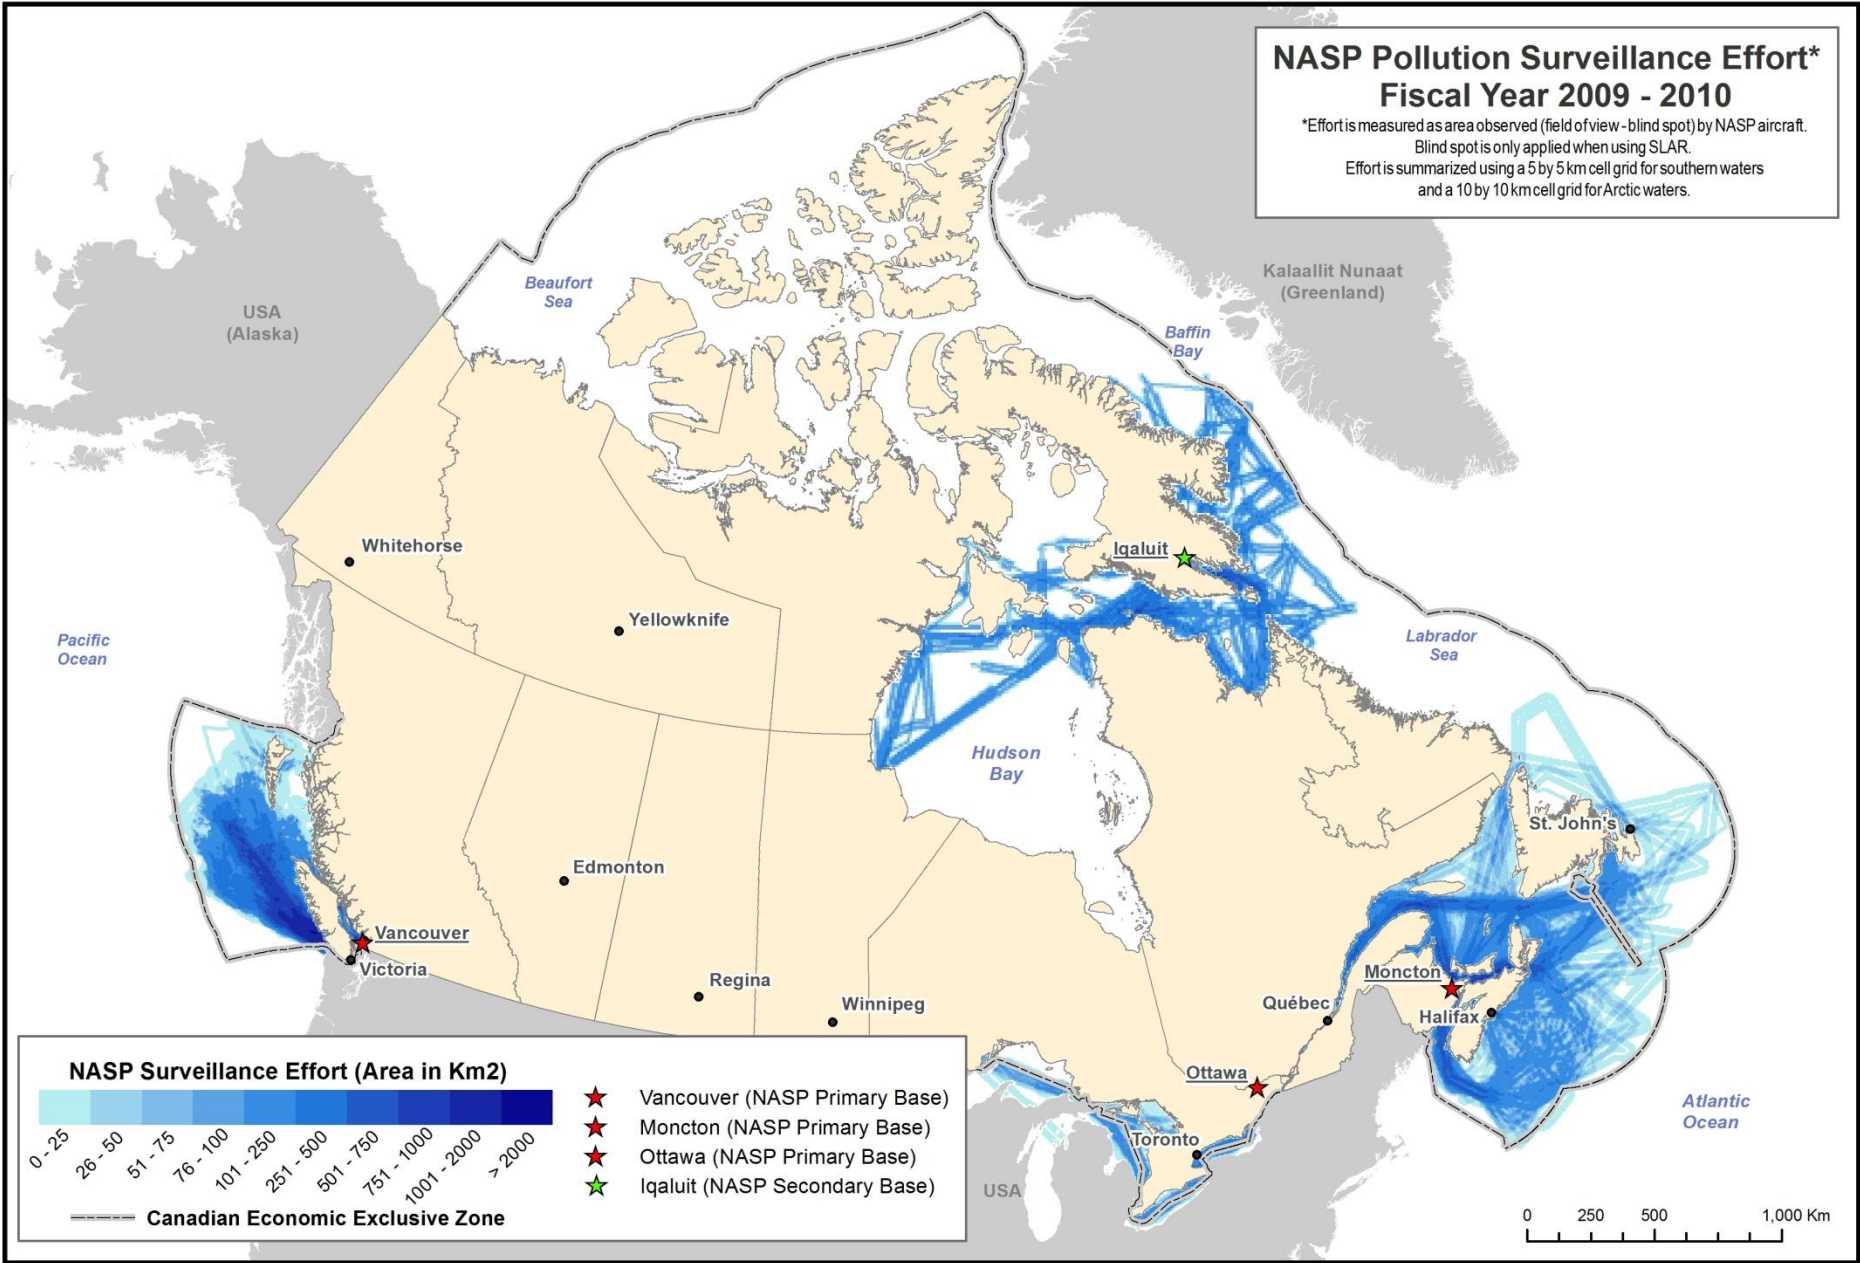 NASP Pollution Surveillance Effort*
Fiscal Year 2009 - 2010
*Effort is measured as area observed (field of view - blind spot) by NASP aircraft.
Blind spot is only applied when using SLAR.
Effort is summarized using a 5 by 5 km cell grid for southern waters
and a 10 by 10 km cell grid for Arctic waters.
Beaufort
Sea
Kalaallit Nunaat
(Greenland)
USA
(Alaska)
Baffin
Bay
Whitehorse
Iqaluit
Yellowknife
Pacific
Ocean
Labrador
Sea
Hudson
Bay
St. John's
Edmonton
Vancouver
Victoria
Regina
Winnipeg
Moncton
Québec
Halifax
Ottawa
Toronto
USA
Atlantic
Ocean
NASP Surveillance Effort (Area in Km2)
0 - 25
26 - 50
51 - 75
76 - 100
101 - 250
251 - 500
501 - 750
751 - 1000
1001 - 2000
> 2000
Canadian Economic Exclusive Zone
Vancouver (NASP Primary Base)
Moncton (NASP Primary Base)
Ottawa (NASP Primary Base)
Iqaluit (NASP Secondary Base)
0 250 500 1,000 Km